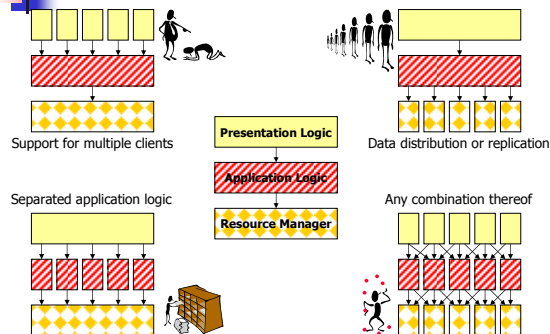 Support for multiple clients
Presentation Logic
Data distribution or replication
Application Logic
Separated application logic
Any combination thereof
Resource Manager